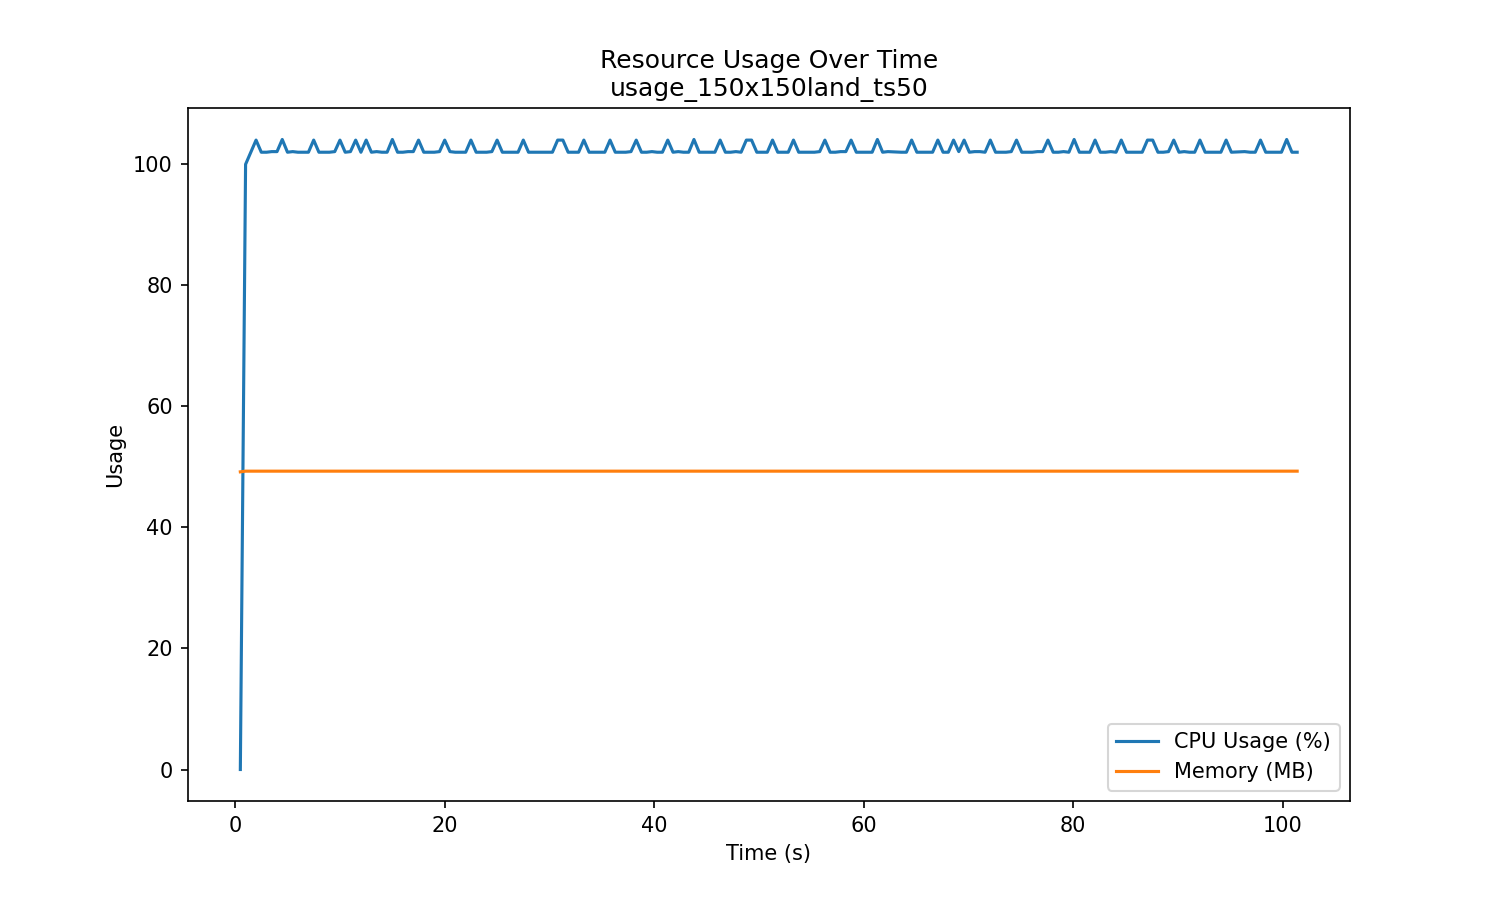 Resource Usage Over Time
usage_150x150land_ts50
100
80
60
40
20
0
Usage
0 20 40 60 80 100
Time (s)
CPU Usage (%)
Memory (MB)